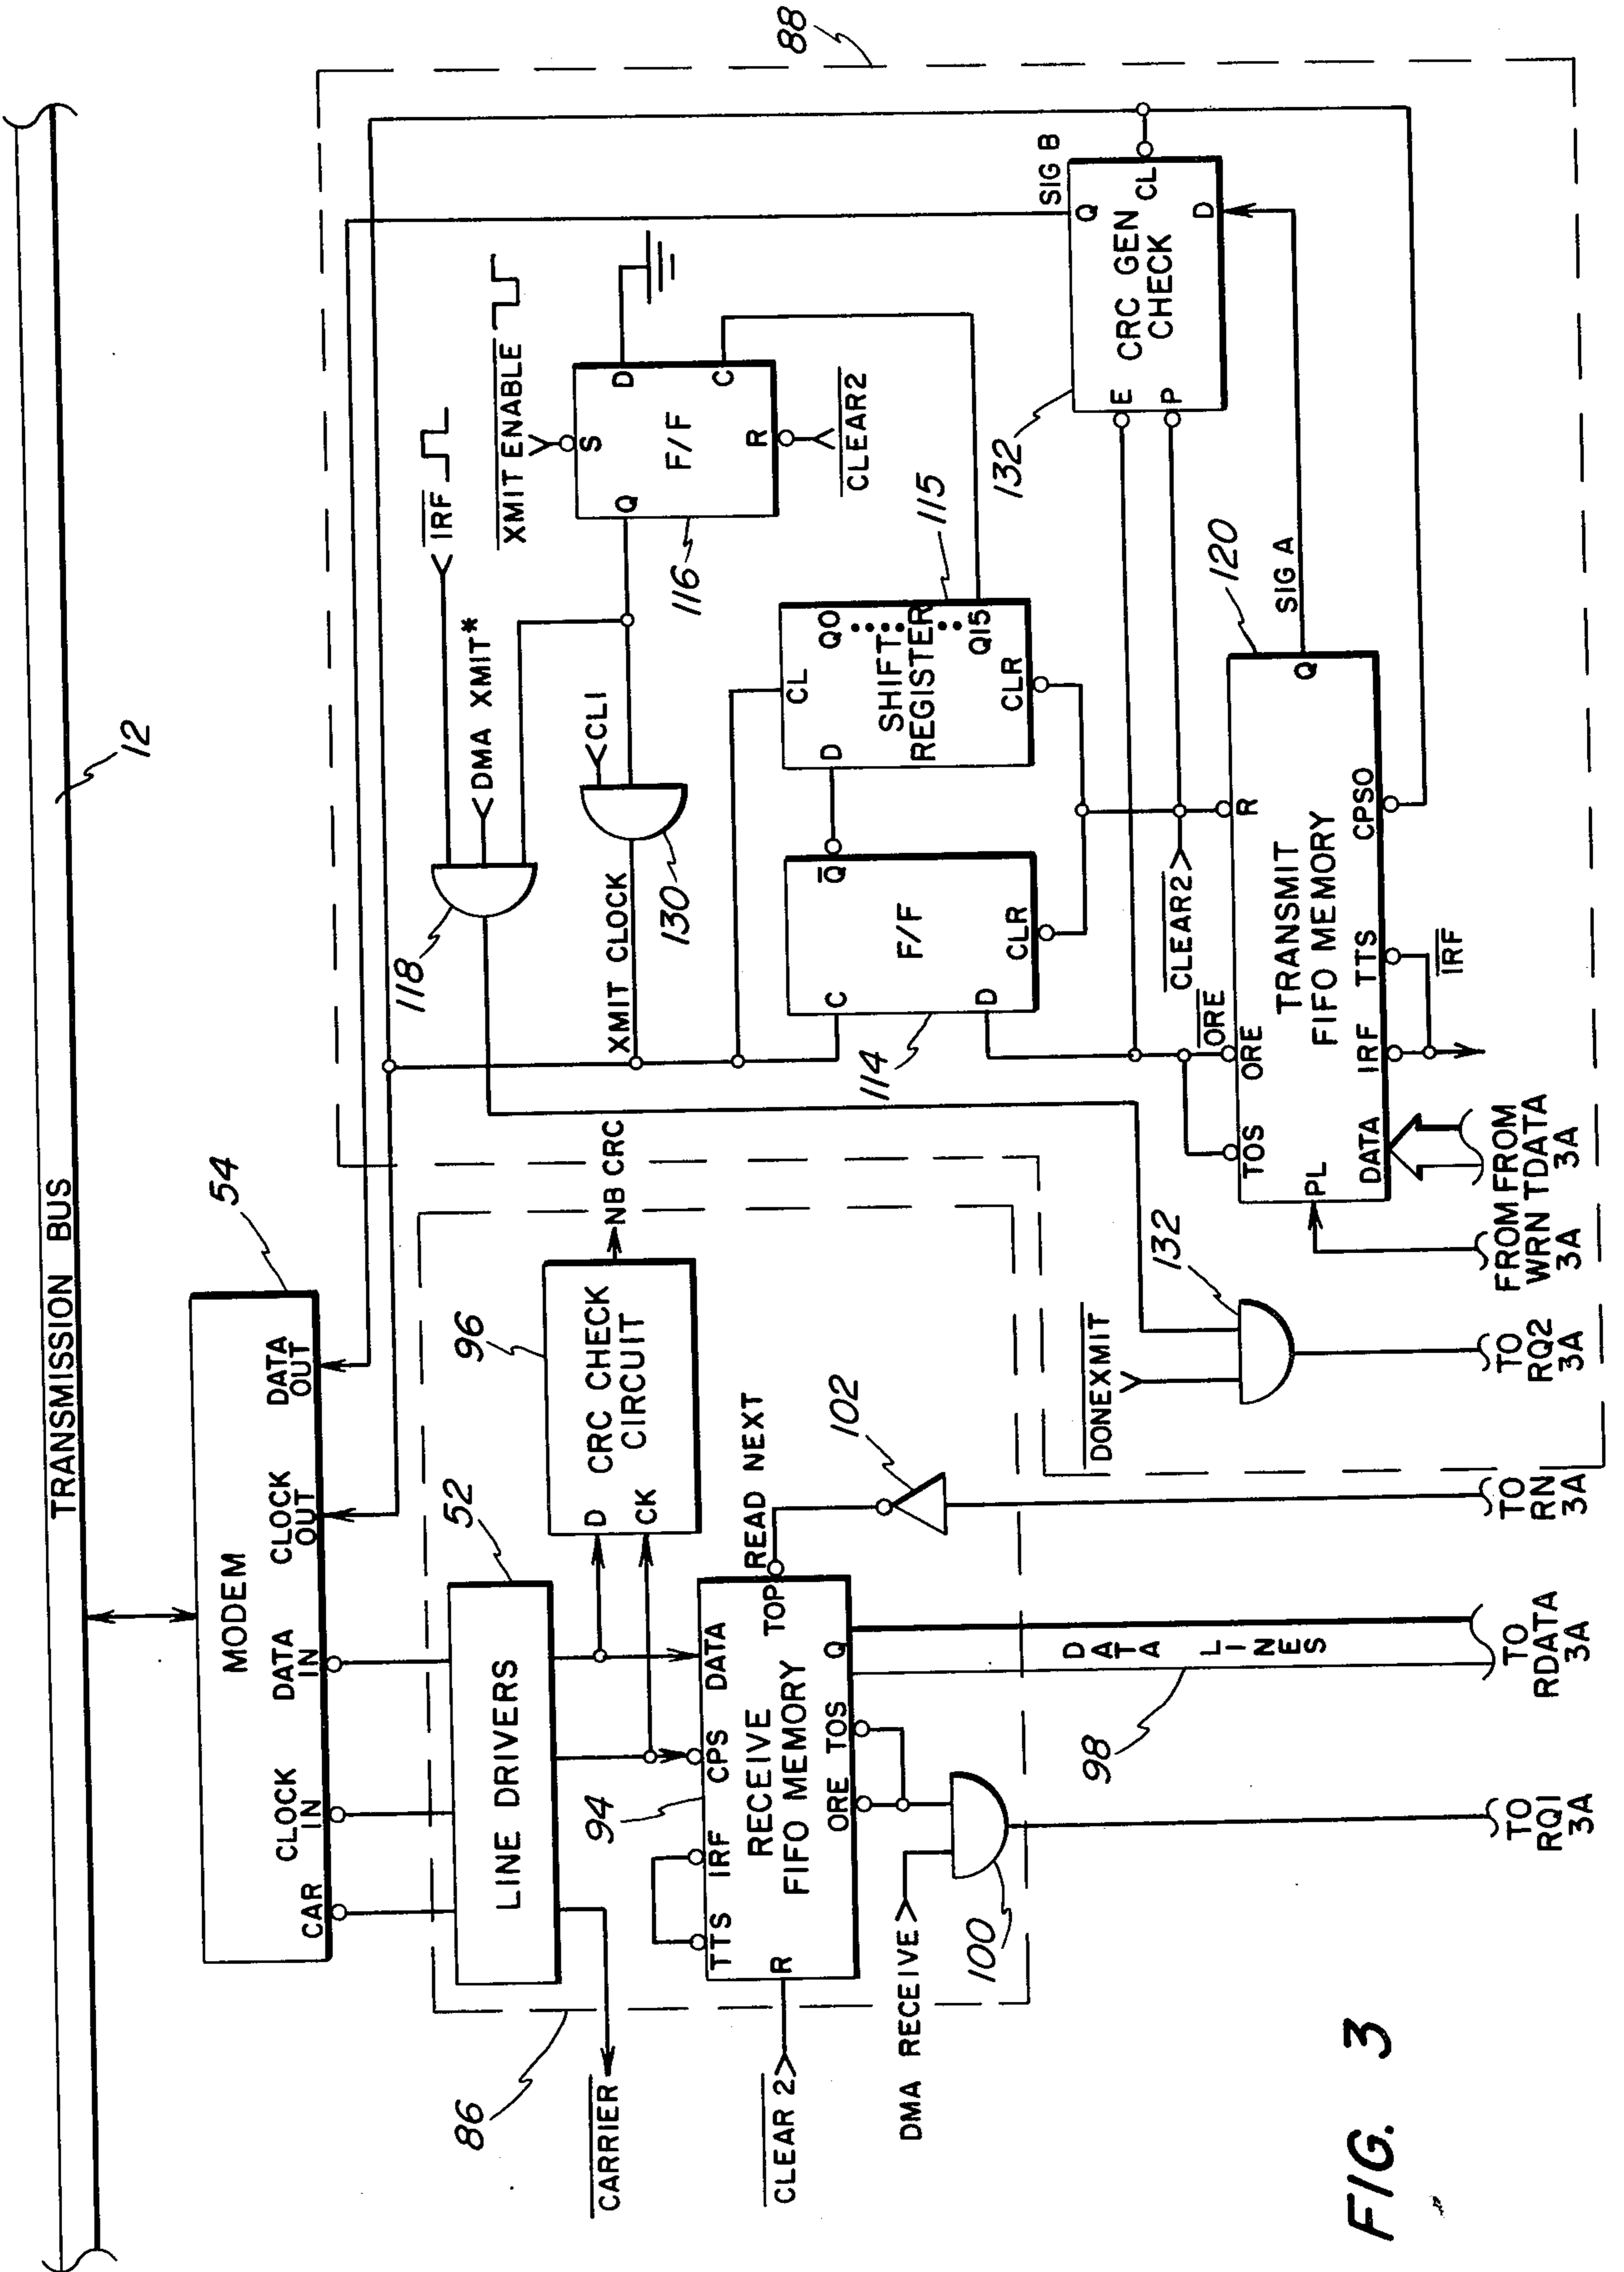 TRANSMISSION BUS
12
54
MODEM
CAR
CLOCK
IN
DATA
IN
CLOCK
OUT
DATA
OUT
86
52
LINE DRIVERS
CARRIER
96
CRC CHECK
CIRCUIT
D
CK
NB CRC
94
RECEIVE
FIFO MEMORY
TTS
IRF
CPS
DATA
TOP
R
ORE
TOS
Q
READ NEXT
102
CLEAR 2
DMA RECEIVE
100
98
DATA LINES
TO
RQ1
3A
TO
RDATA
3A
TO
RN
3A
88
118
IRF
DMA XMIT*
XMIT ENABLE
116
F/F
S
D
Q
C
R
CLEAR2
CL1
130
XMIT CLOCK
114
F/F
C
D
Q
CLR
115
SHIFT
REGISTER
CL
D
Q0
Q15
CLR
132
CRC GEN
CHECK
E
P
Q
CL
D
SIG B
SIG A
120
TRANSMIT
FIFO MEMORY
CLEAR2
ORE
TOS
ORE
R
Q
PL
DATA
IRF
TTS
CPSO
IRF
DONEXMIT
132
TO
RQ2
3A
FROM
WRN
3A
FROM
TDATA
3A
FIG. 3